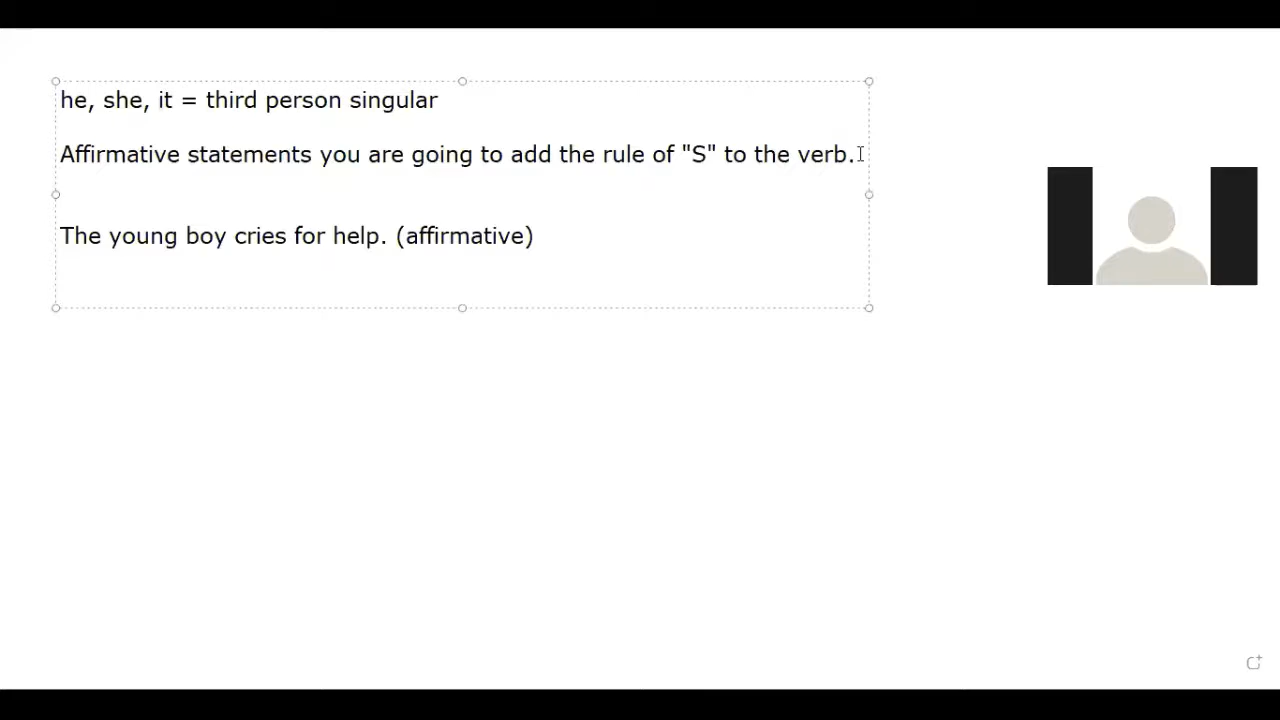 he, she, it = third person singular
Affirmative statements you are going to add the rule of "S" to the verb.
The young boy cries for help. (affirmative)